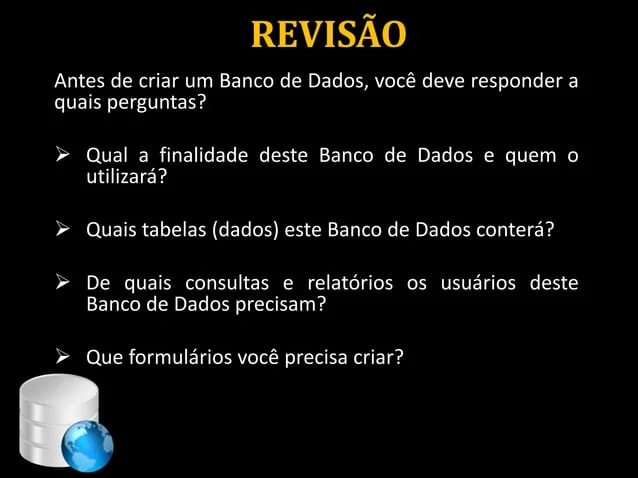 REVISÃO
Antes de criar um Banco de Dados, você deve responder a
quais perguntas?
➢ Qual a finalidade deste Banco de Dados e quem o
utilizará?
➢ Quais tabelas (dados) este Banco de Dados conterá?
➢ De quais consultas e relatórios os usuários deste
Banco de Dados precisam?
➢ Que formulários você precisa criar?